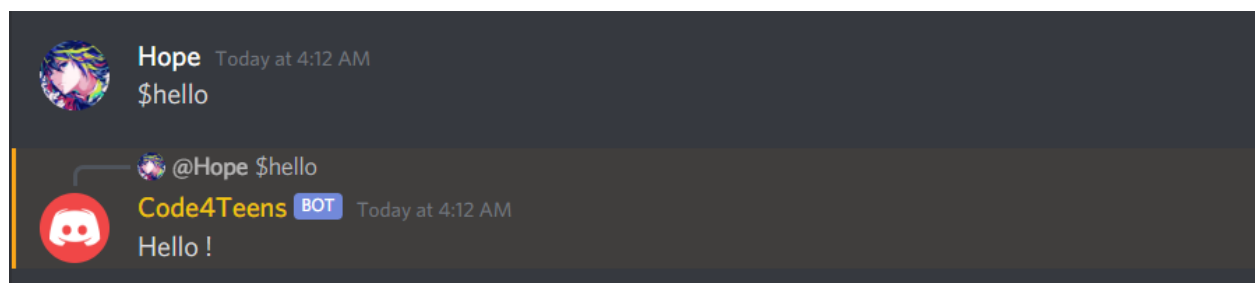 Hope Today at 4:12 AM
$hello
@Hope $hello
Code4Teens BOT Today at 4:12 AM
Hello !